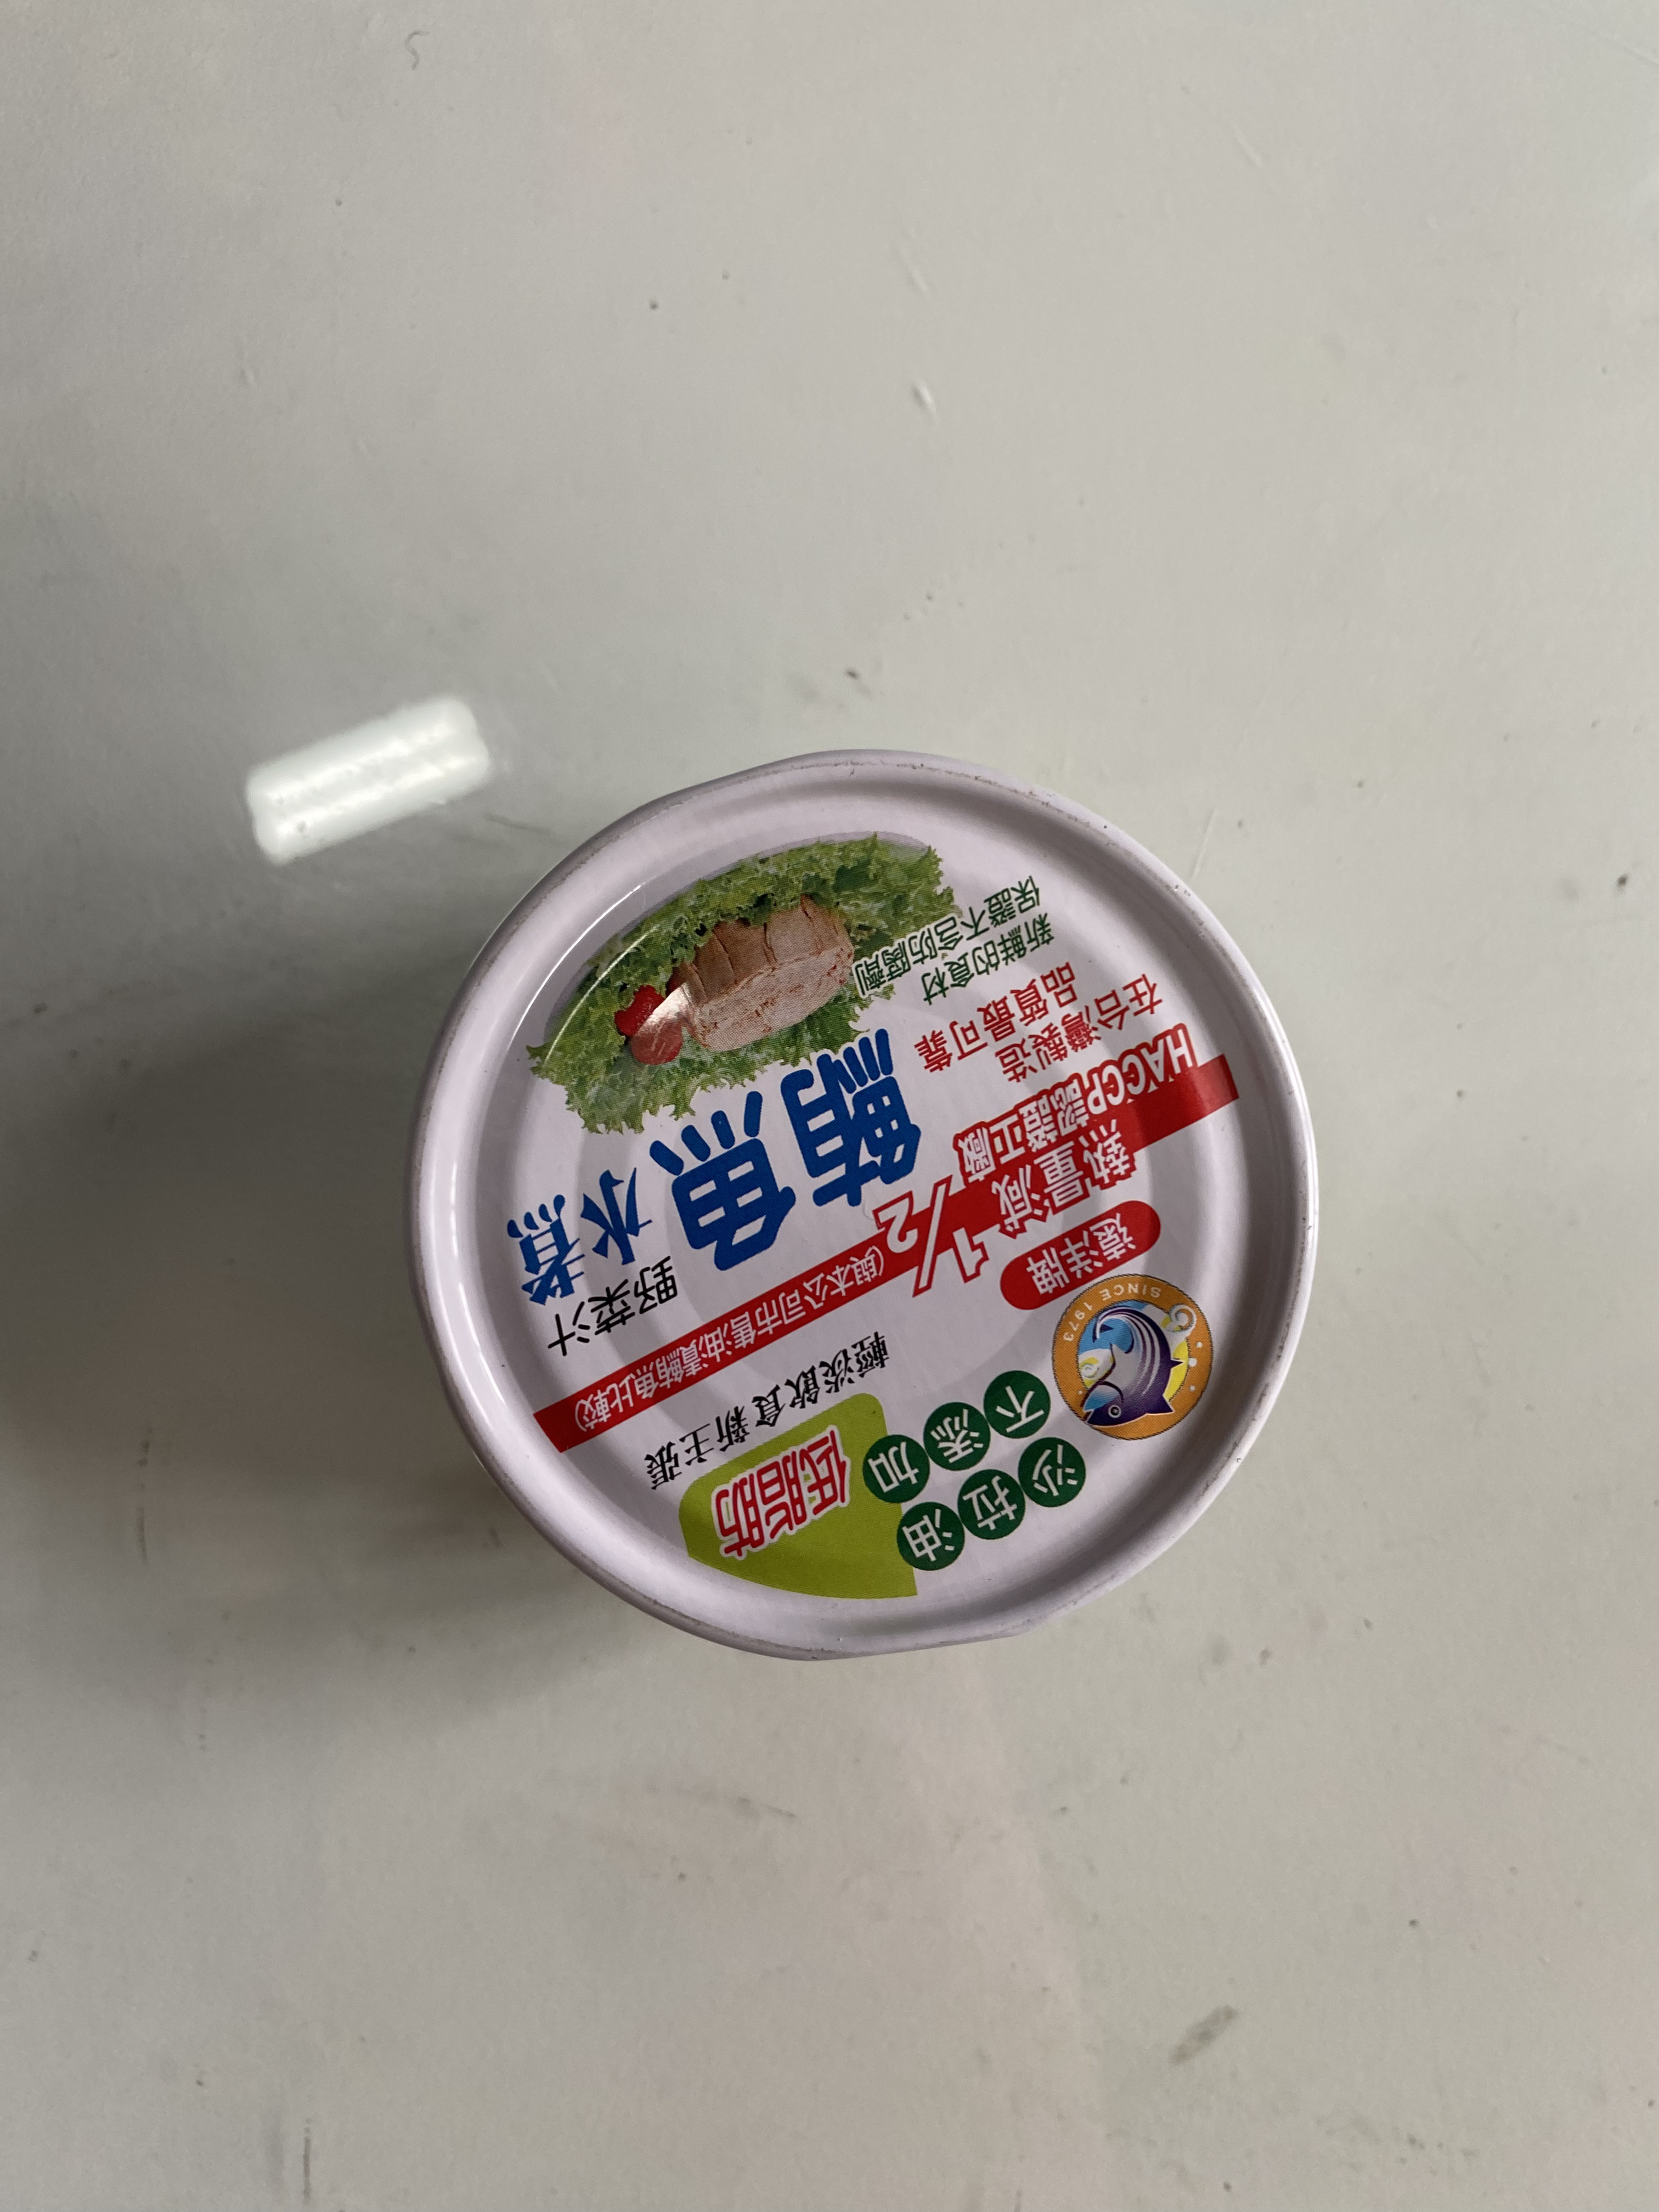 不添加
沙拉油
低脂肪
輕淡飲食新主張
SINCE 1973
遠洋牌
熱量減1/2(與本公司市售油漬鮪魚比較)
HACCP認證工廠
野菜汁
水煮
鮪魚
在台灣製造
品質最可靠
新鮮的食材
保證不含防腐劑